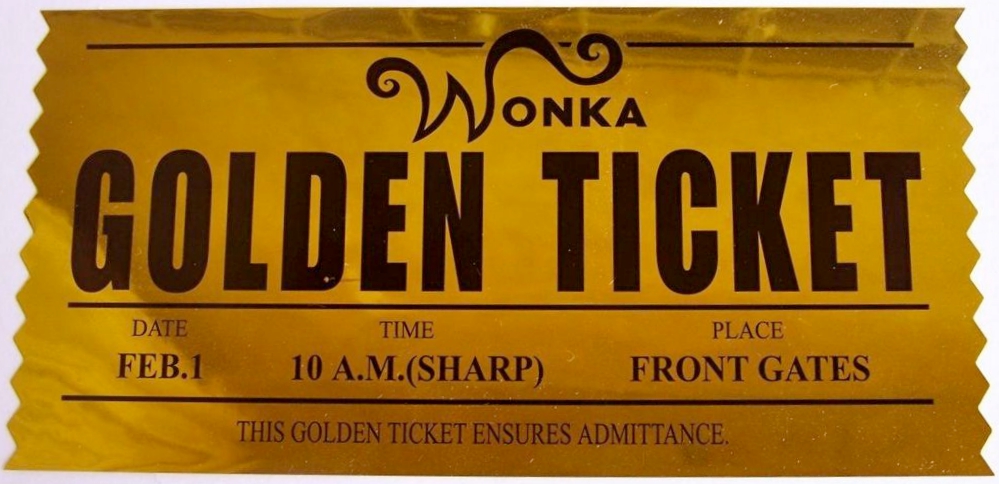 WONKA
GOLDEN TICKET
DATE TIME PLACE
FEB.1 10 A.M.(SHARP) FRONT GATES
THIS GOLDEN TICKET ENSURES ADMITTANCE.